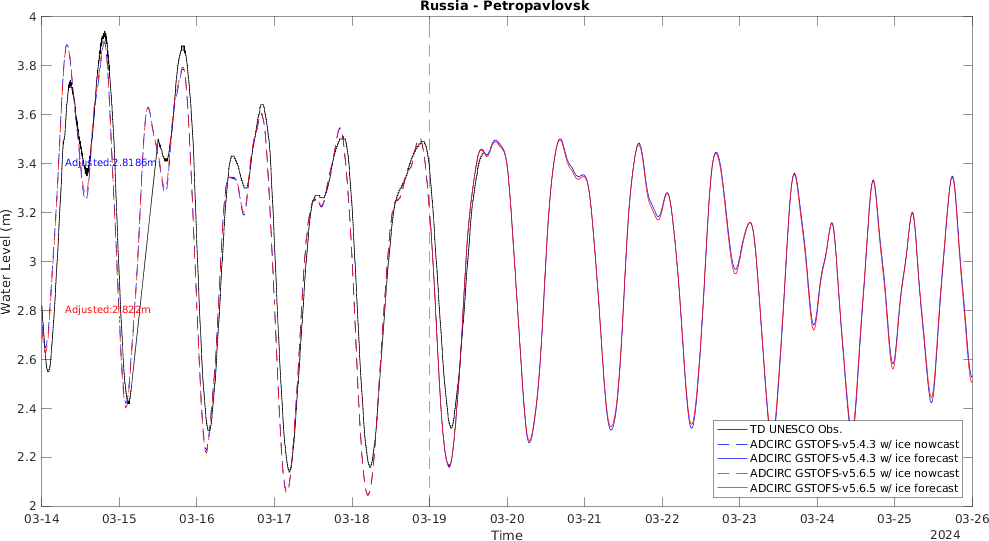 Russia - Petropavlovsk
4
3.8
3.6
3.4
3.2
3
2.8
2.6
2.4
2.2
2
Water Level (m)
Adjusted:2.8186m
Adjusted:2.822m
TD UNESCO Obs.
ADCIRC GSTOFS-v5.4.3 w/ ice nowcast
ADCIRC GSTOFS-v5.4.3 w/ ice forecast
ADCIRC GSTOFS-v5.6.5 w/ ice nowcast
ADCIRC GSTOFS-v5.6.5 w/ ice forecast
03-14 03-15 03-16 03-17 03-18 03-19 03-20 03-21 03-22 03-23 03-24 03-25 03-26
Time
2024